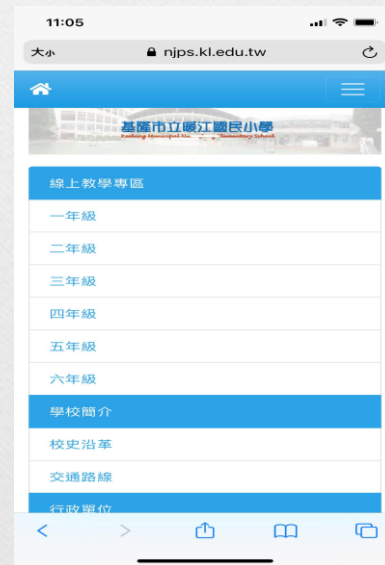 11:05
大小 njps.kl.edu.tw
基隆市立暖江國民小學
線上教學專區
一年級
二年級
三年級
四年級
五年級
六年級
學校簡介
校史沿革
交通路線
行政單位